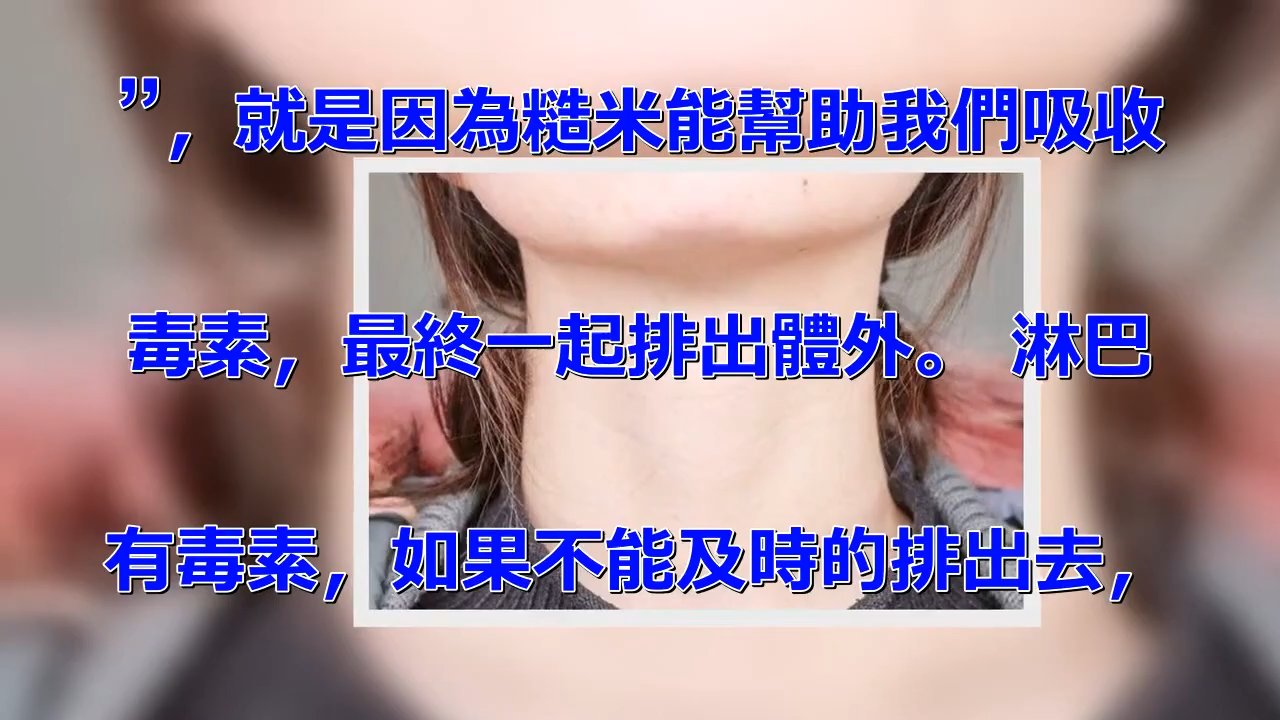 ”，就是因為糙米能幫助我們吸收
毒素，最終一起排出體外。 淋巴
有毒素，如果不能及時的排出去，